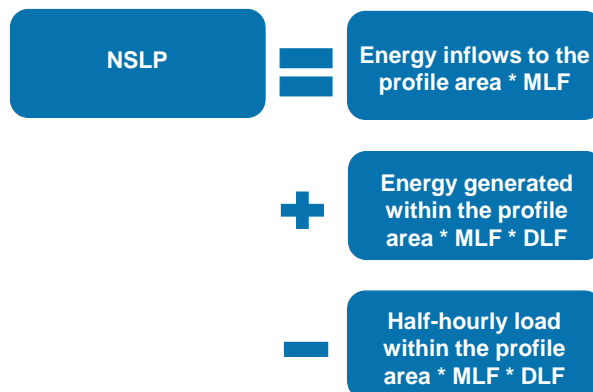 NSLP
Energy inflows to the
profile area * MLF
Energy generated
within the profile
area * MLF * DLF
Half-hourly load
within the profile
area * MLF * DLF